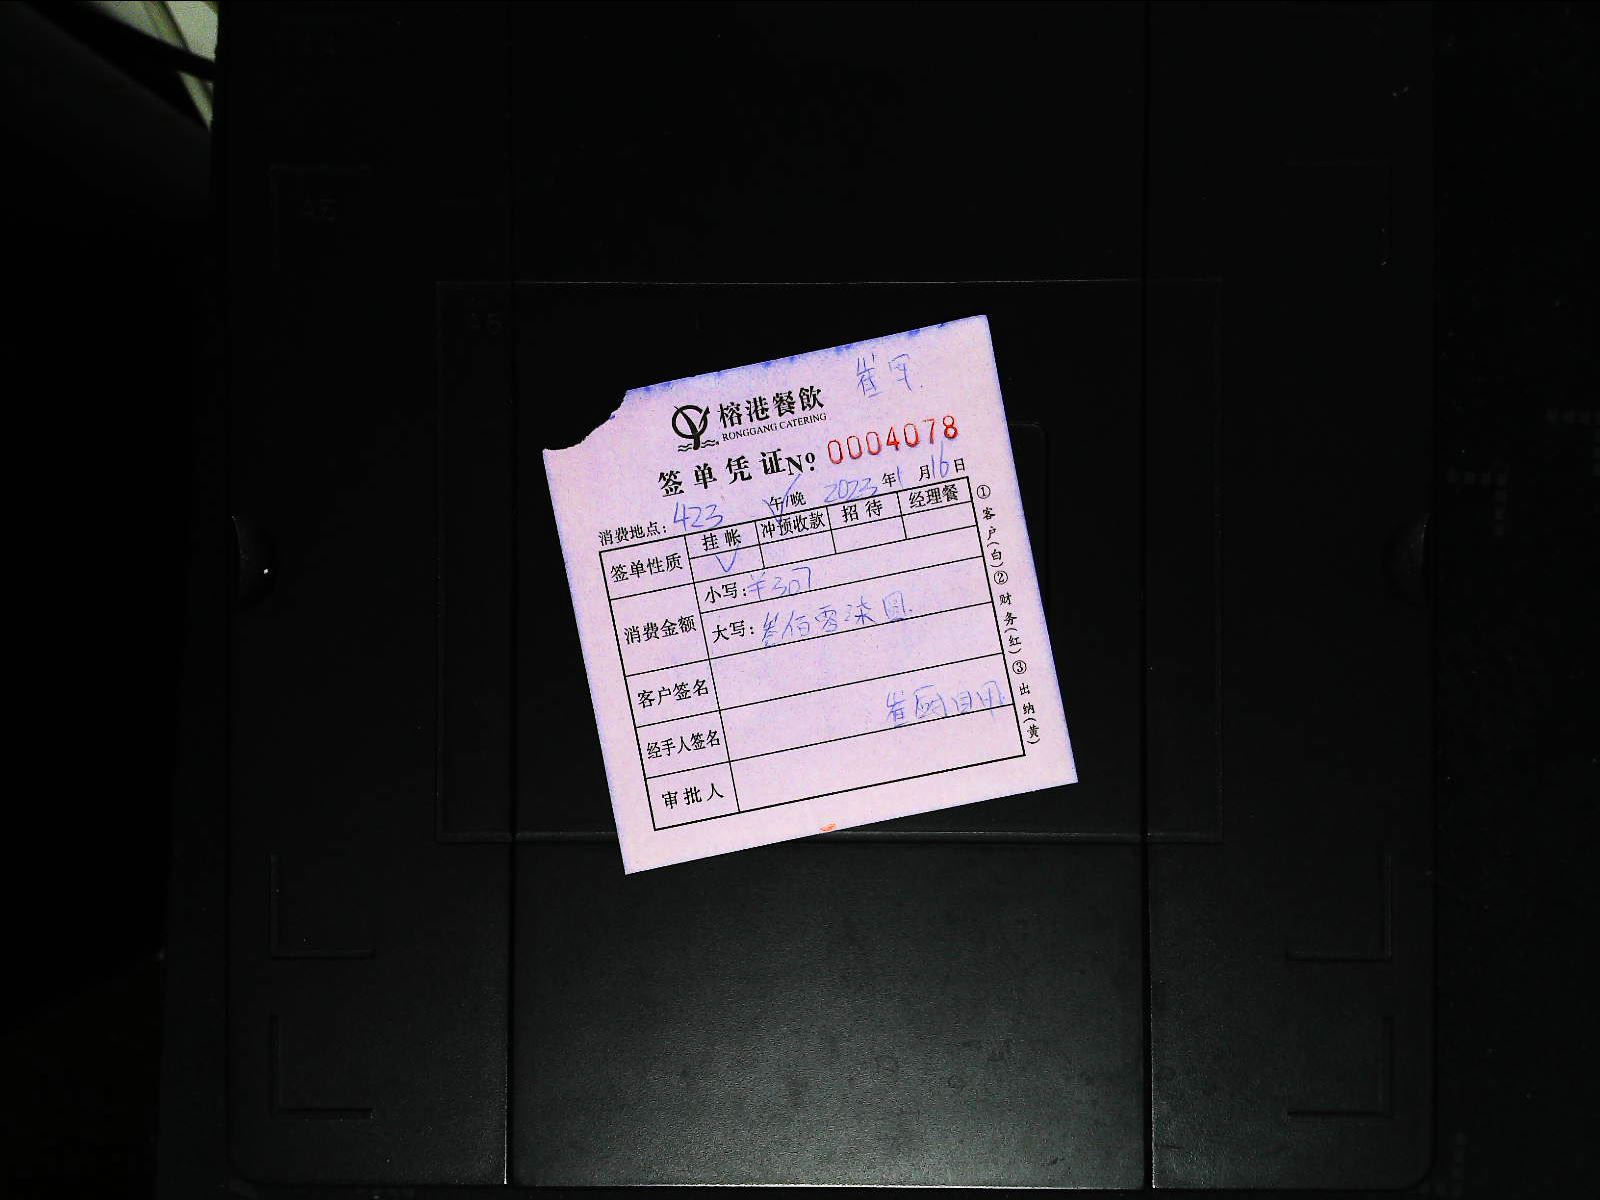 崔网
榕港餐飲
RONGGANG CATERING
签单凭证№ 0004078
消费地点: 423 午/晚 2023年1月16日
签单性质 挂帐 冲预收款 招待 经理餐
√
消费金额 小写: ¥307
大写: 叁佰零柒圆.
客户签名
崔
经手人签名
审批人
①客户(白)②财务(红)③出纳(黄)